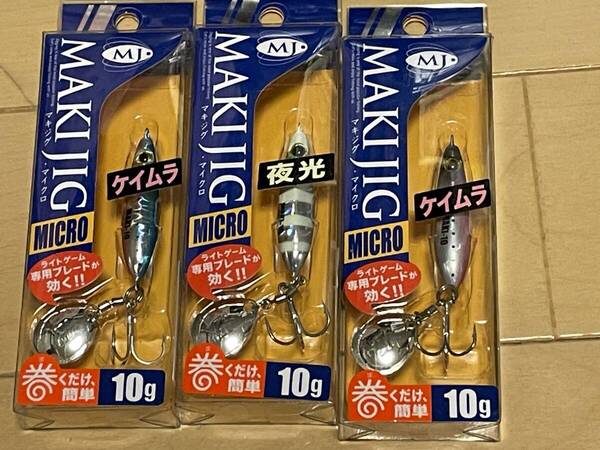 MJ
MAKI JIG
マキジグ・マイクロ
MICRO
ケイムラ
ライトゲーム
専用ブレードが
効く!!
巻くだけ、
簡単
10g
MJ
MAKI JIG
マキジグ・マイクロ
MICRO
夜光
ライトゲーム
専用ブレードが
効く!!
巻くだけ、
簡単
10g
MJ
MAKI JIG
マキジグ・マイクロ
MICRO
ケイムラ
ライトゲーム
専用ブレードが
効く!!
巻くだけ、
簡単
10g